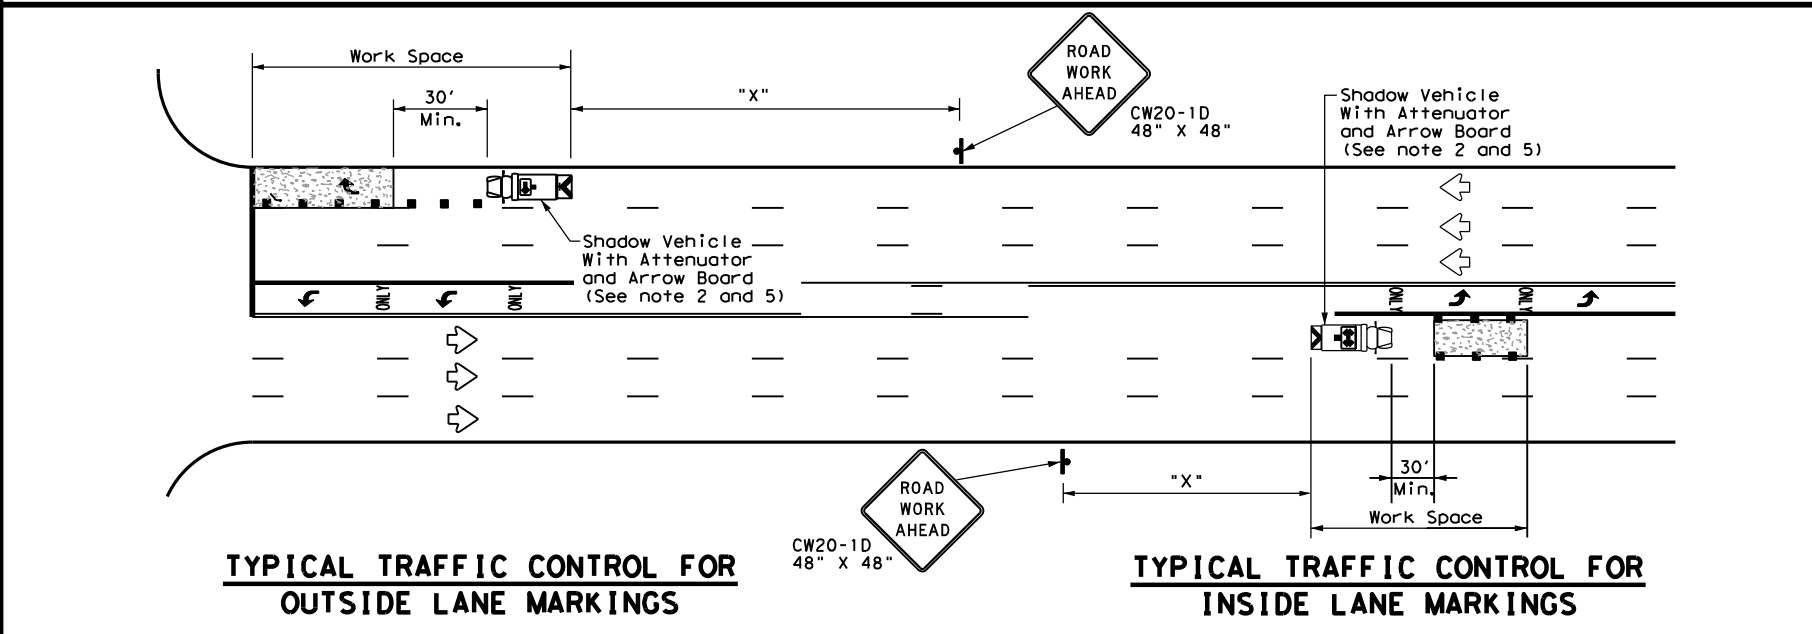 Work Space
30'
Min.
"X"
ROAD
WORK
AHEAD
CW20-1D
48" X 48"
Shadow Vehicle
With Attenuator
and Arrow Board
(See note 2 and 5)
Shadow Vehicle
With Attenuator
and Arrow Board
(See note 2 and 5)
ONLY
ONLY
ONLY
ONLY
ROAD
WORK
AHEAD
CW20-1D
48" X 48"
"X"
30'
Min.
Work Space
TYPICAL TRAFFIC CONTROL FOR
OUTSIDE LANE MARKINGS
TYPICAL TRAFFIC CONTROL FOR
INSIDE LANE MARKINGS